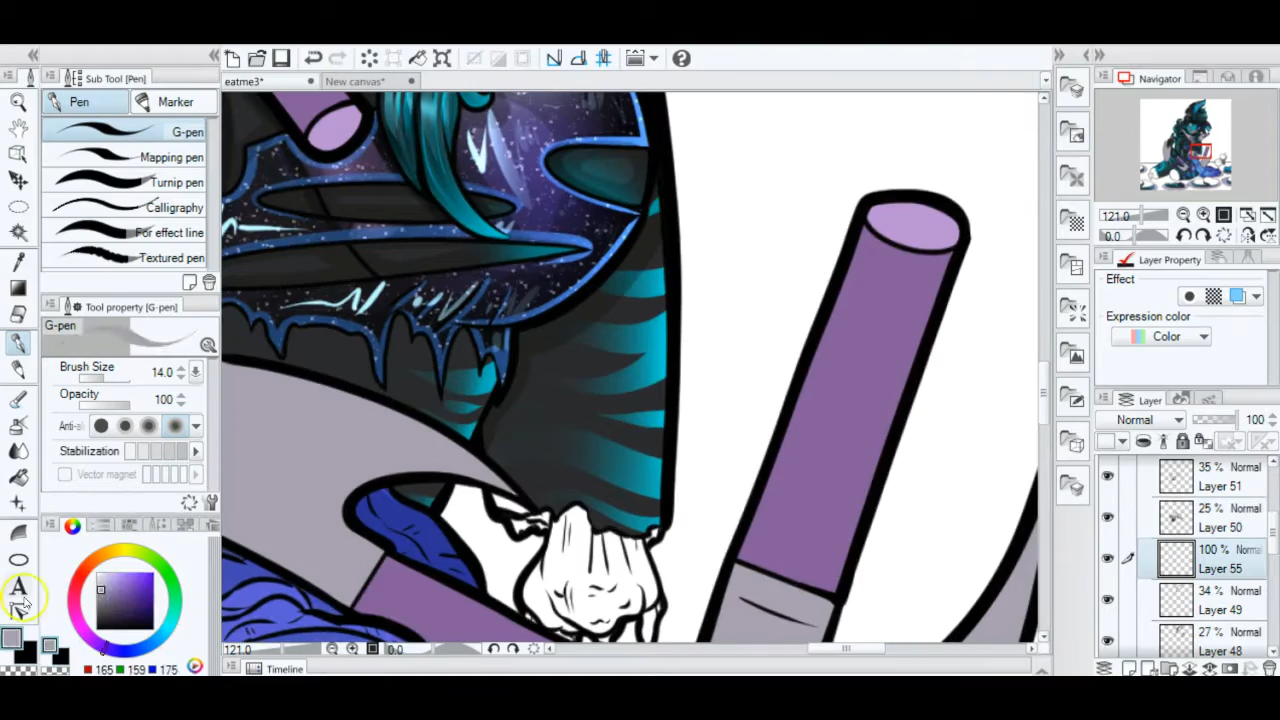 Sub Tool [Pen]
Pen
Marker
G-pen
Mapping pen
Turnip pen
Calligraphy
For effect line
Textured pen
Tool property [G-pen]
G-pen
Brush Size
14.0
Opacity
100
Anti-
Stabilization
Vector magnet
A
165
159
175
eatme3*
New canvas*
121.0
0.0
Timeline
Navigator
121.0
0.0
Layer Property
Effect
Expression color
Color
Layer
Normal
100
35 % Normal
Layer 51
25 % Normal
Layer 50
100 % Normal
Layer 55
34 % Normal
Layer 49
27 % Normal
Layer 48